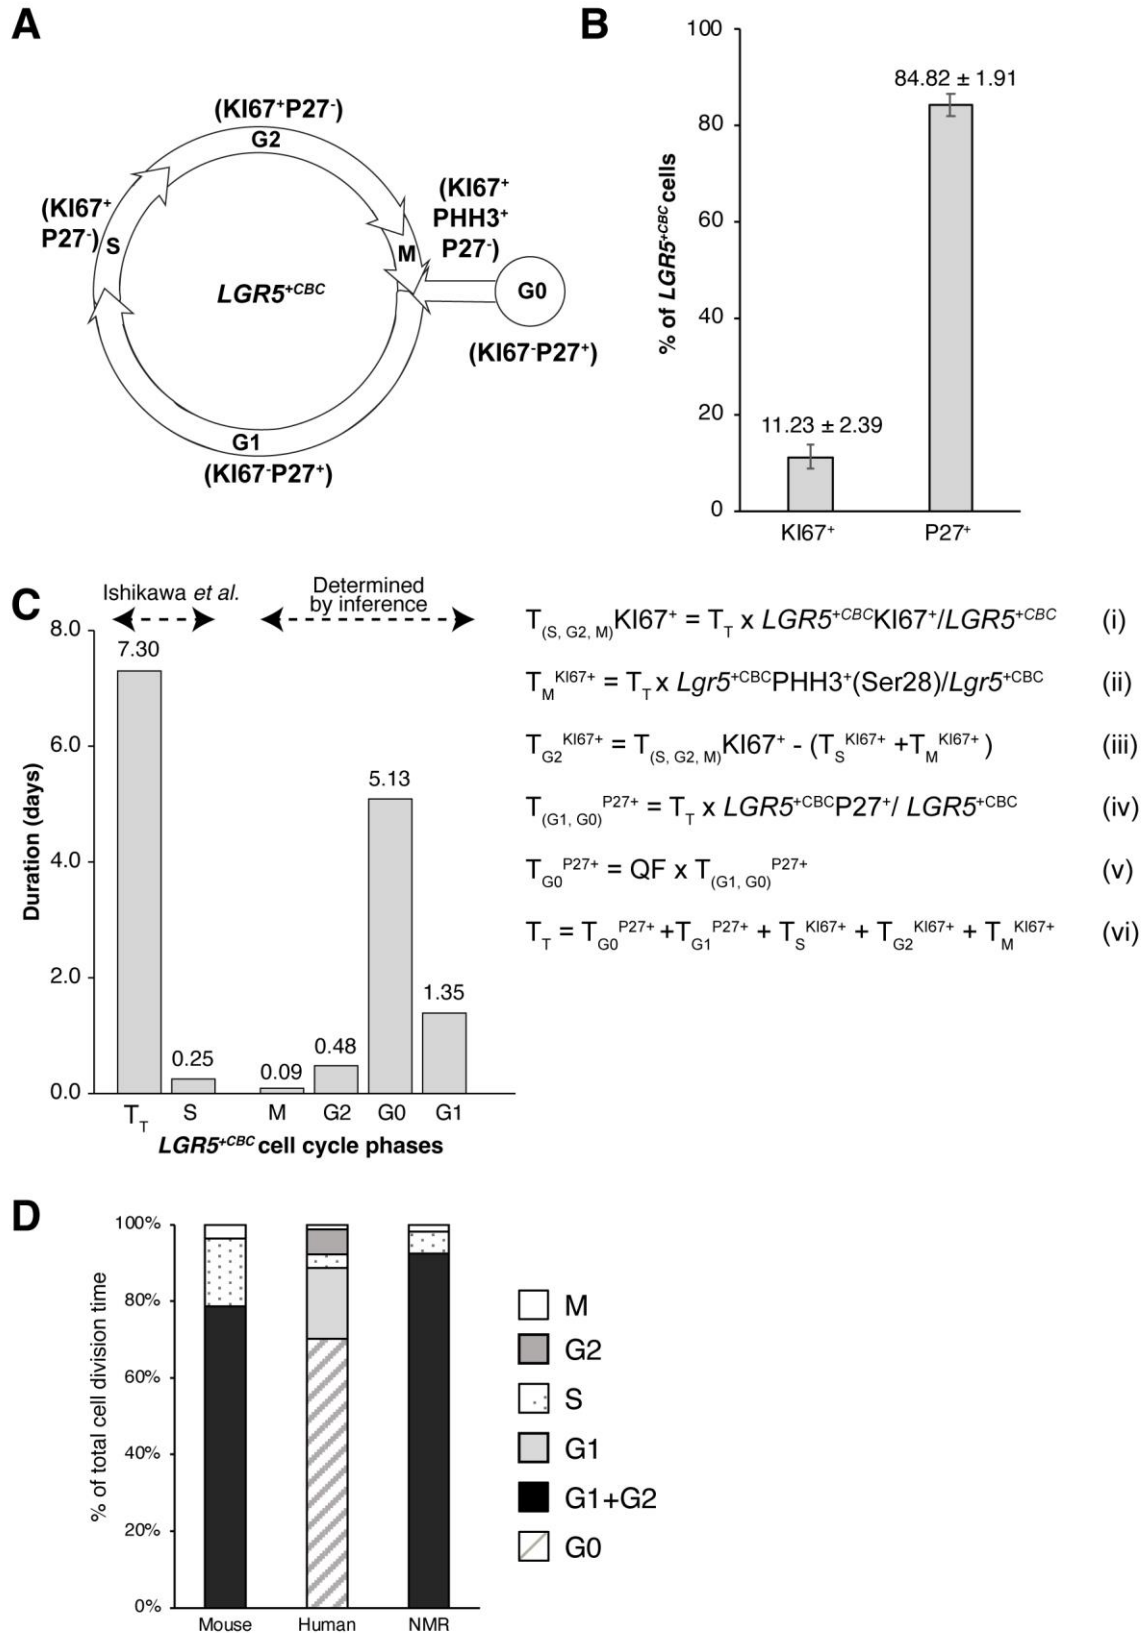 A
(KI67⁺P27⁻)
G2
(KI67⁺
P27⁻)
S
(KI67⁺
PHH3⁺
P27⁻)
M
LGR5⁺ᶜᴮᶜ
G0
(KI67⁻P27⁺)
G1
(KI67⁻P27⁺)
B
% of LGR5⁺ᶜᴮᶜ cells
100
80
60
40
20
0
84.82 ± 1.91
11.23 ± 2.39
KI67⁺
P27⁺
C
Ishikawa et al.
Determined
by inference
Duration (days)
8.0
6.0
4.0
2.0
0.0
7.30
0.25
0.09
0.48
5.13
1.35
T_T
S
M
G2
G0
G1
LGR5⁺ᶜᴮᶜ cell cycle phases
T_(S, G2, M)KI67⁺ = T_T x LGR5⁺ᶜᴮᶜKI67⁺/LGR5⁺ᶜᴮᶜ (i)
T_M^KI67+ = T_T x Lgr5⁺ᶜᴮᶜPHH3⁺(Ser28)/Lgr5⁺ᶜᴮᶜ (ii)
T_G2^KI67+ = T_(S, G2, M)KI67⁺ - (T_S^KI67+ +T_M^KI67+ ) (iii)
T_(G1, G0)^P27+ = T_T x LGR5⁺ᶜᴮᶜP27⁺/ LGR5⁺ᶜᴮᶜ (iv)
T_G0^P27+ = QF x T_(G1, G0)^P27+ (v)
T_T = T_G0^P27+ +T_G1^P27+ + T_S^KI67+ + T_G2^KI67+ + T_M^KI67+ (vi)
D
% of total cell division time
100%
80%
60%
40%
20%
0%
Mouse
Human
NMR
M
G2
S
G1
G1+G2
G0